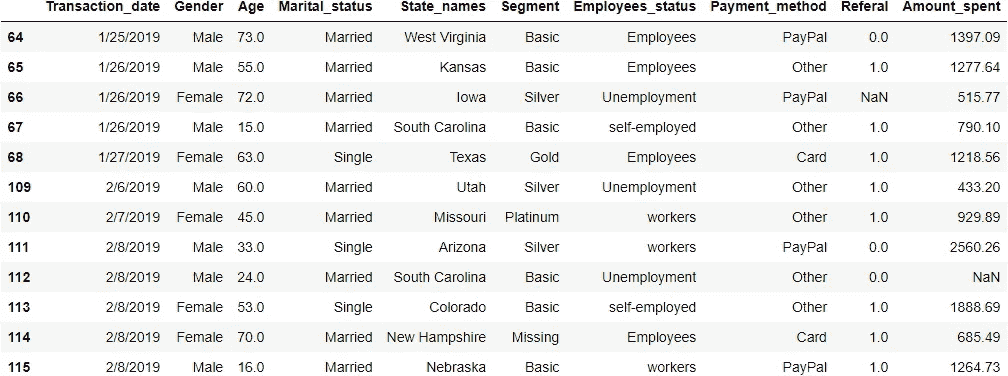 Transaction_date Gender Age Marital_status State_names Segment Employees_status Payment_method Referal Amount_spent
64 1/25/2019 Male 73.0 Married West Virginia Basic Employees PayPal 0.0 1397.09
65 1/26/2019 Male 55.0 Married Kansas Basic Employees Other 1.0 1277.64
66 1/26/2019 Female 72.0 Married Iowa Silver Unemployment PayPal NaN 515.77
67 1/26/2019 Male 15.0 Married South Carolina Basic self-employed Other 1.0 790.10
68 1/27/2019 Female 63.0 Single Texas Gold Employees Card 1.0 1218.56
109 2/6/2019 Male 60.0 Married Utah Silver Unemployment Other 1.0 433.20
110 2/7/2019 Female 45.0 Married Missouri Platinum workers Other 1.0 929.89
111 2/8/2019 Male 33.0 Single Arizona Silver workers PayPal 0.0 2560.26
112 2/8/2019 Male 24.0 Married South Carolina Basic Unemployment Other 0.0 NaN
113 2/8/2019 Female 53.0 Single Colorado Basic self-employed Other 1.0 1888.69
114 2/8/2019 Female 70.0 Married New Hampshire Missing Employees Card 1.0 685.49
115 2/8/2019 Male 16.0 Married Nebraska Basic workers PayPal 1.0 1264.73